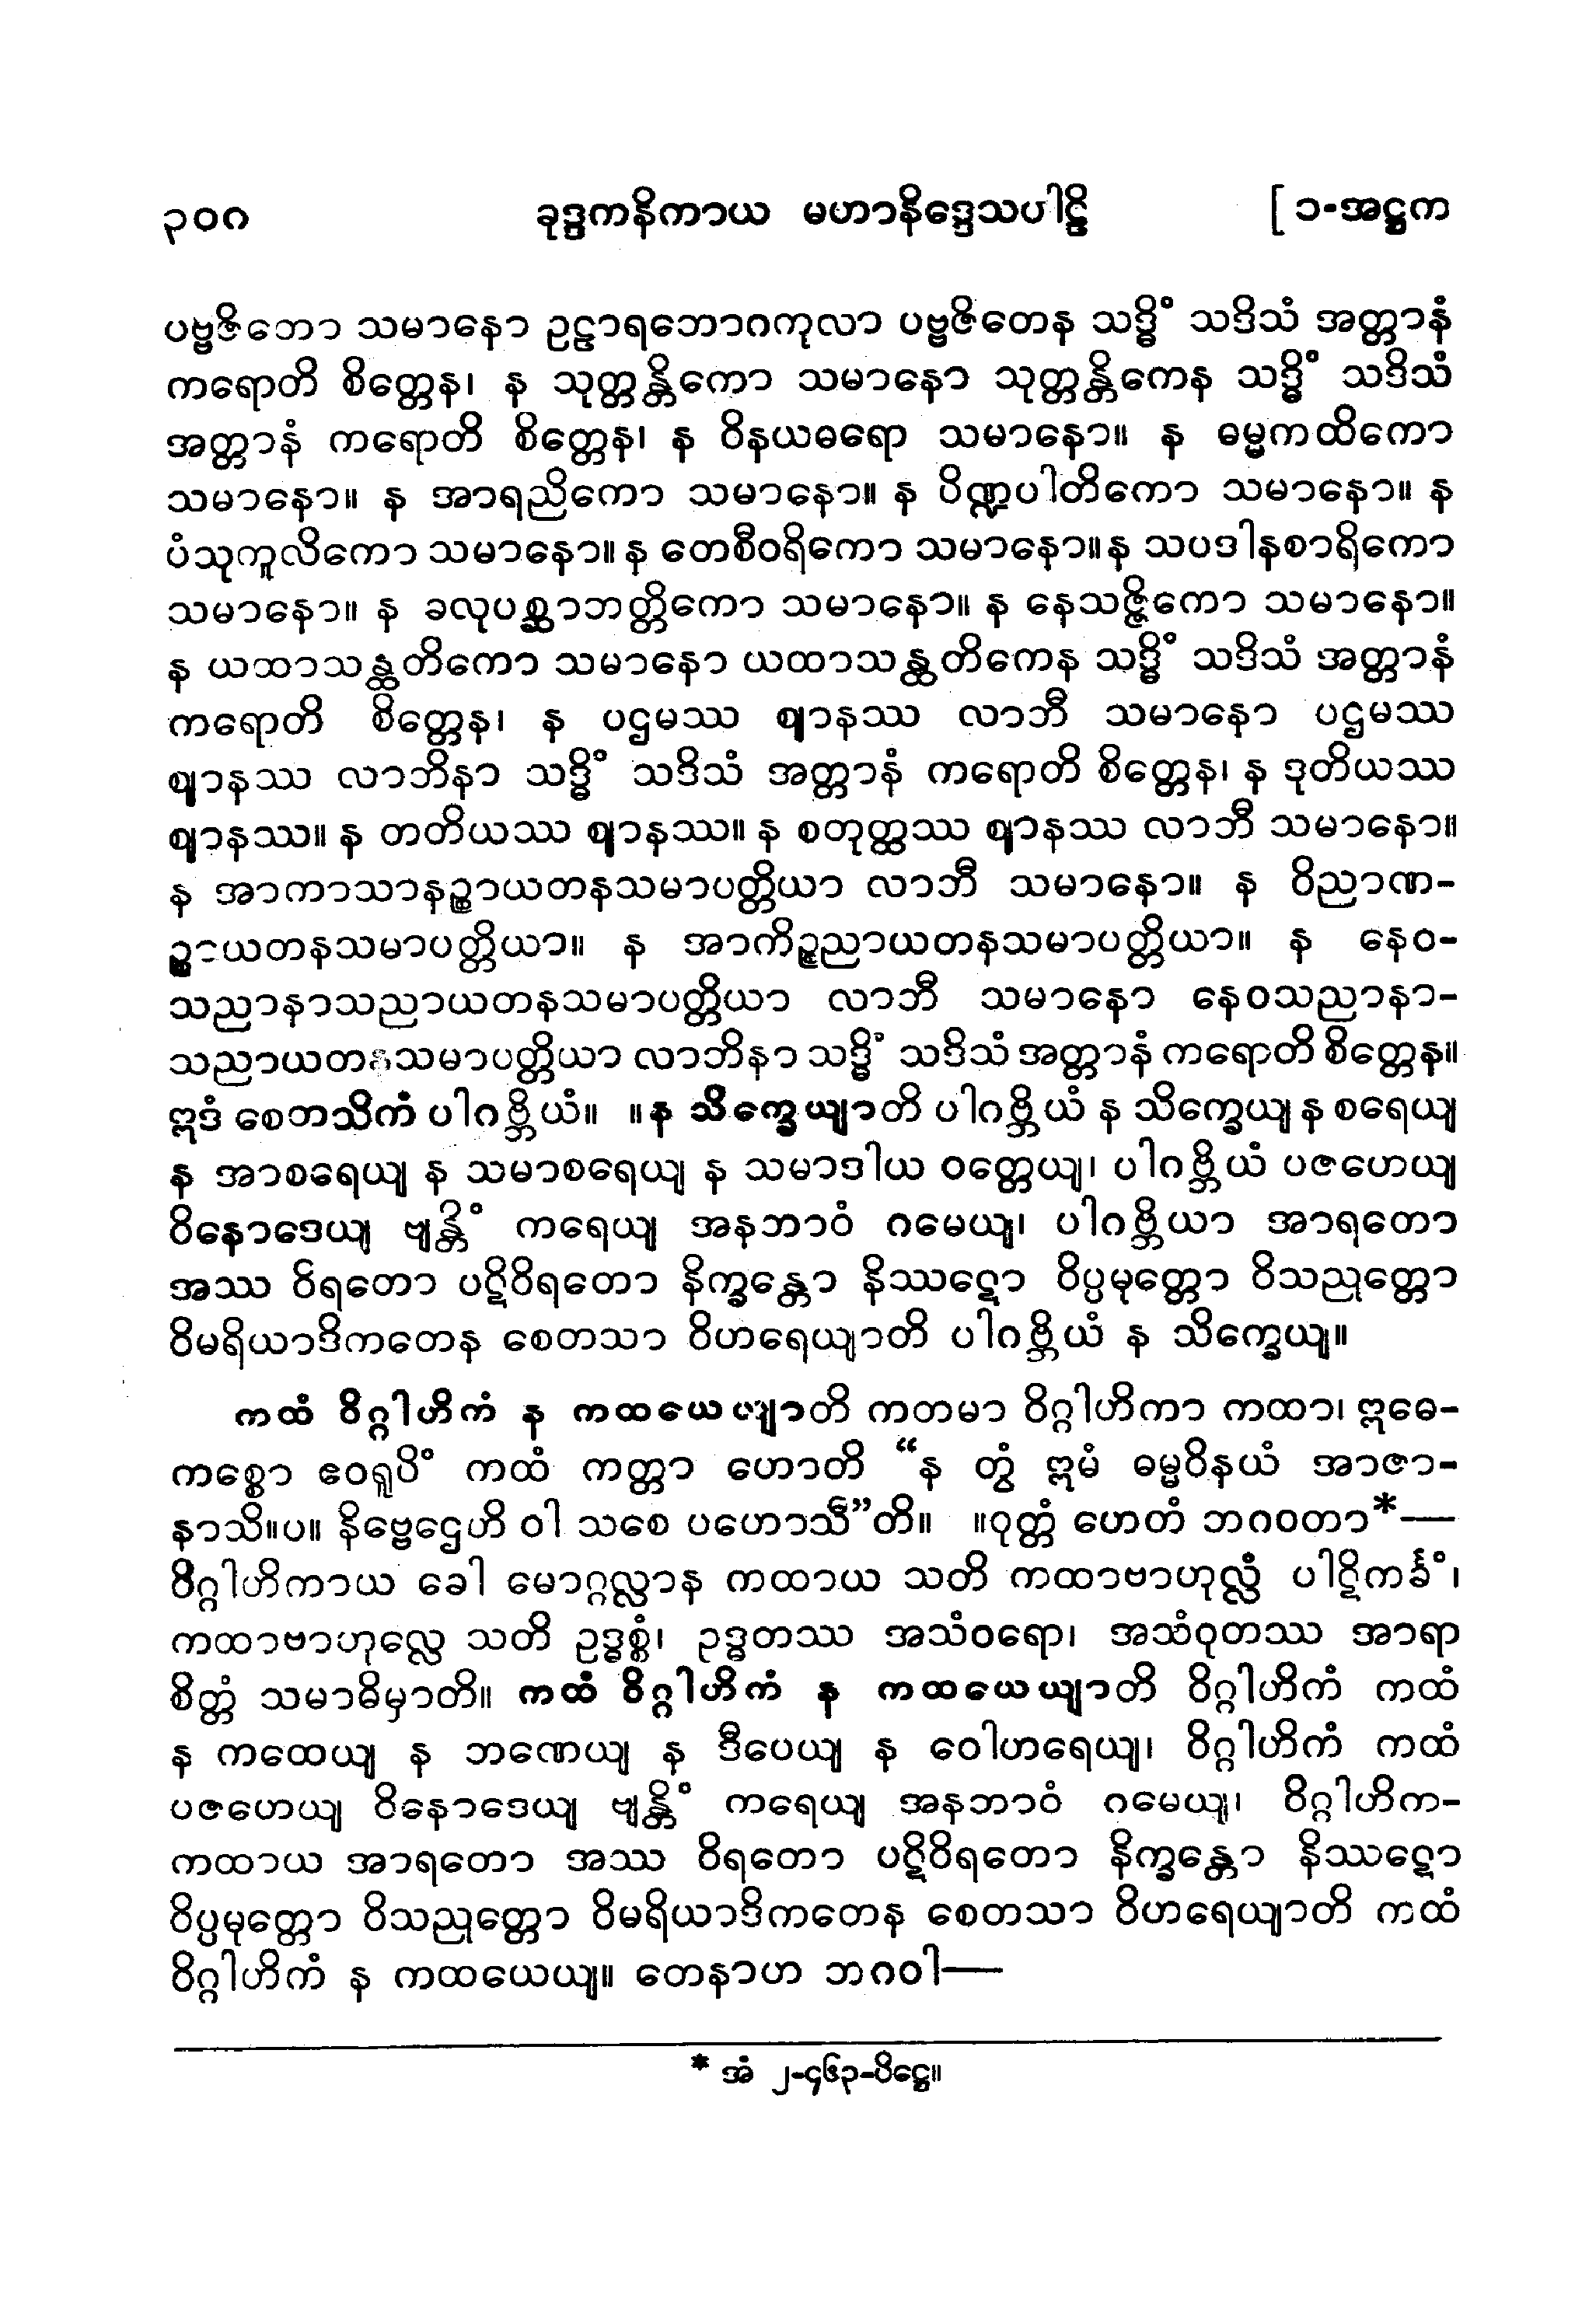 ၃၀၈ ခုဒ္ဒကနိကာယ မဟာနိဒ္ဒေသပါဠိ [ ၁-အဋ္ဌက
ပဗ္ဗဇိတော သမာနော ဥဠာရဘောဂကုလာ ပဗ္ဗဇိတေန သဒ္ဓိံ သဒိသံ အတ္တာနံ
ကရောတိ စိတ္တေန၊ န သုတ္တန္တိကော သမာနော သုတ္တန္တိကေန သဒ္ဓိံ သဒိသံ
အတ္တာနံ ကရောတိ စိတ္တေန၊ န ဝိနယဓရော သမာနော။ န ဓမ္မကထိကော
သမာနော။ န အာရညိကော သမာနော။ န ပိဏ္ဍပါတိကော သမာနော။ န
ပံသုကူလိကော သမာနော။ န တေစီဝရိကော သမာနော။ န သပဒါနစာရိကော
သမာနော။ န ခလုပစ္ဆာဘတ္တိကော သမာနော။ န နေသဇ္ဇိကော သမာနော။
န ယထာသန္ထတိကော သမာနော ယထာသန္ထတိကေန သဒ္ဓိံ သဒိသံ အတ္တာနံ
ကရောတိ စိတ္တေန၊ န ပဌမဿ ဈာနဿ လာဘီ သမာနော ပဌမဿ
ဈာနဿ လာဘိနာ သဒ္ဓိံ သဒိသံ အတ္တာနံ ကရောတိ စိတ္တေန၊ န ဒုတိယဿ
ဈာနဿ။ န တတိယဿ ဈာနဿ။ န စတုတ္ထဿ ဈာနဿ လာဘီ သမာနော။
န အာကာသာနဉ္စာယတနသမာပတ္တိယာ လာဘီ သမာနော။ န ဝိညာဏ-
ဉ္စာယတနသမာပတ္တိယာ။ န အာကိဉ္စညာယတနသမာပတ္တိယာ။ န နေဝ-
သညာနာသညာယတနသမာပတ္တိယာ လာဘီ သမာနော နေဝသညာနာ-
သညာယတနသမာပတ္တိယာ လာဘိနာ သဒ္ဓိံ သဒိသံ အတ္တာနံ ကရောတိ စိတ္တေန။
ဣဒံ စေတသိကံ ပါဂဗ္ဘိယံ။ ။န သိက္ခေယျာတိ ပါဂဗ္ဘိယံ န သိက္ခေယျ န စရေယျ
န အာစရေယျ န သမာစရေယျ န သမာဒါယ ဝတ္တေယျ၊ ပါဂဗ္ဘိယံ ပဇဟေယျ
ဝိနောဒေယျ ဗျန္တိံ ကရေယျ အနဘာဝံ ဂမေယျ၊ ပါဂဗ္ဘိယာ အာရတော
အဿ ဝိရတော ပဋိဝိရတော နိက္ခန္တော နိဿဋော ဝိပ္ပမုတ္တော ဝိသညုတ္တော
ဝိမရိယာဒိကတေန စေတသာ ဝိဟရေယျာတိ ပါဂဗ္ဘိယံ န သိက္ခေယျ။
ကထံ ဝိဂ္ဂါဟိကံ န ကထယေယျာတိ ကတမာ ဝိဂ္ဂါဟိကာ ကထာ၊ ဣဓေ-
ကစ္စော ဧဝရူပိံ ကထံ ကတ္တာ ဟောတိ “န တွံ ဣမံ ဓမ္မဝိနယံ အာဇာ-
နာသိ။ပ။ နိဗ္ဗေဌေဟိ ဝါ သစေ ပဟောသီ”တိ။ ။ဝုတ္တံ ဟေတံ ဘဂဝတာ*—
ဝိဂ္ဂါဟိကာယ ခေါ မောဂ္ဂလ္လာန ကထာယ သတိ ကထာဗာဟုလ္လံ ပါဋိကင်္ခံ၊
ကထာဗာဟုလ္လေ သတိ ဥဒ္ဓစ္စံ၊ ဥဒ္ဓတဿ အသံဝရော၊ အသံဝုတဿ အာရာ
စိတ္တံ သမာဓိမှာတိ။ ကထံ ဝိဂ္ဂါဟိကံ န ကထယေယျာတိ ဝိဂ္ဂါဟိကံ ကထံ
န ကထေယျ န ဘဏေယျ န ဒီပေယျ န ဝေါဟရေယျ၊ ဝိဂ္ဂါဟိကံ ကထံ
ပဇဟေယျ ဝိနောဒေယျ ဗျန္တိံ ကရေယျ အနဘာဝံ ဂမေယျ၊ ဝိဂ္ဂါဟိက-
ကထာယ အာရတော အဿ ဝိရတော ပဋိဝိရတော နိက္ခန္တော နိဿဋော
ဝိပ္ပမုတ္တော ဝိသညုတ္တော ဝိမရိယာဒိကတေန စေတသာ ဝိဟရေယျာတိ ကထံ
ဝိဂ္ဂါဟိကံ န ကထယေယျ။ တေနာဟ ဘဂဝါ—
* အံ ၂-၄၆၃-ပိဋ္ဌေ။